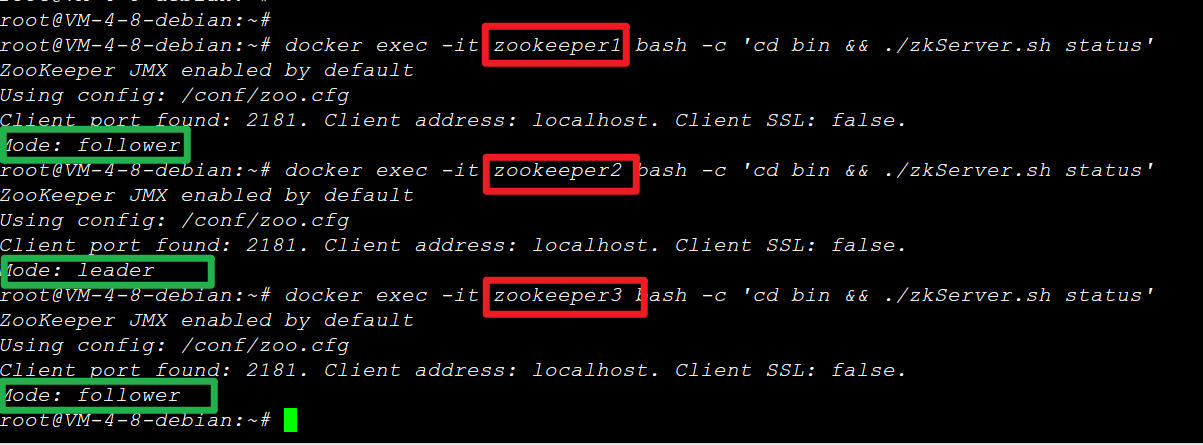 root@VM-4-8-debian:~#
root@VM-4-8-debian:~# docker exec -it zookeeper1 bash -c 'cd bin && ./zkServer.sh status'
ZooKeeper JMX enabled by default
Using config: /conf/zoo.cfg
Client port found: 2181. Client address: localhost. Client SSL: false.
Mode: follower
root@VM-4-8-debian:~# docker exec -it zookeeper2 bash -c 'cd bin && ./zkServer.sh status'
ZooKeeper JMX enabled by default
Using config: /conf/zoo.cfg
Client port found: 2181. Client address: localhost. Client SSL: false.
Mode: leader
root@VM-4-8-debian:~# docker exec -it zookeeper3 bash -c 'cd bin && ./zkServer.sh status'
ZooKeeper JMX enabled by default
Using config: /conf/zoo.cfg
Client port found: 2181. Client address: localhost. Client SSL: false.
Mode: follower
root@VM-4-8-debian:~#